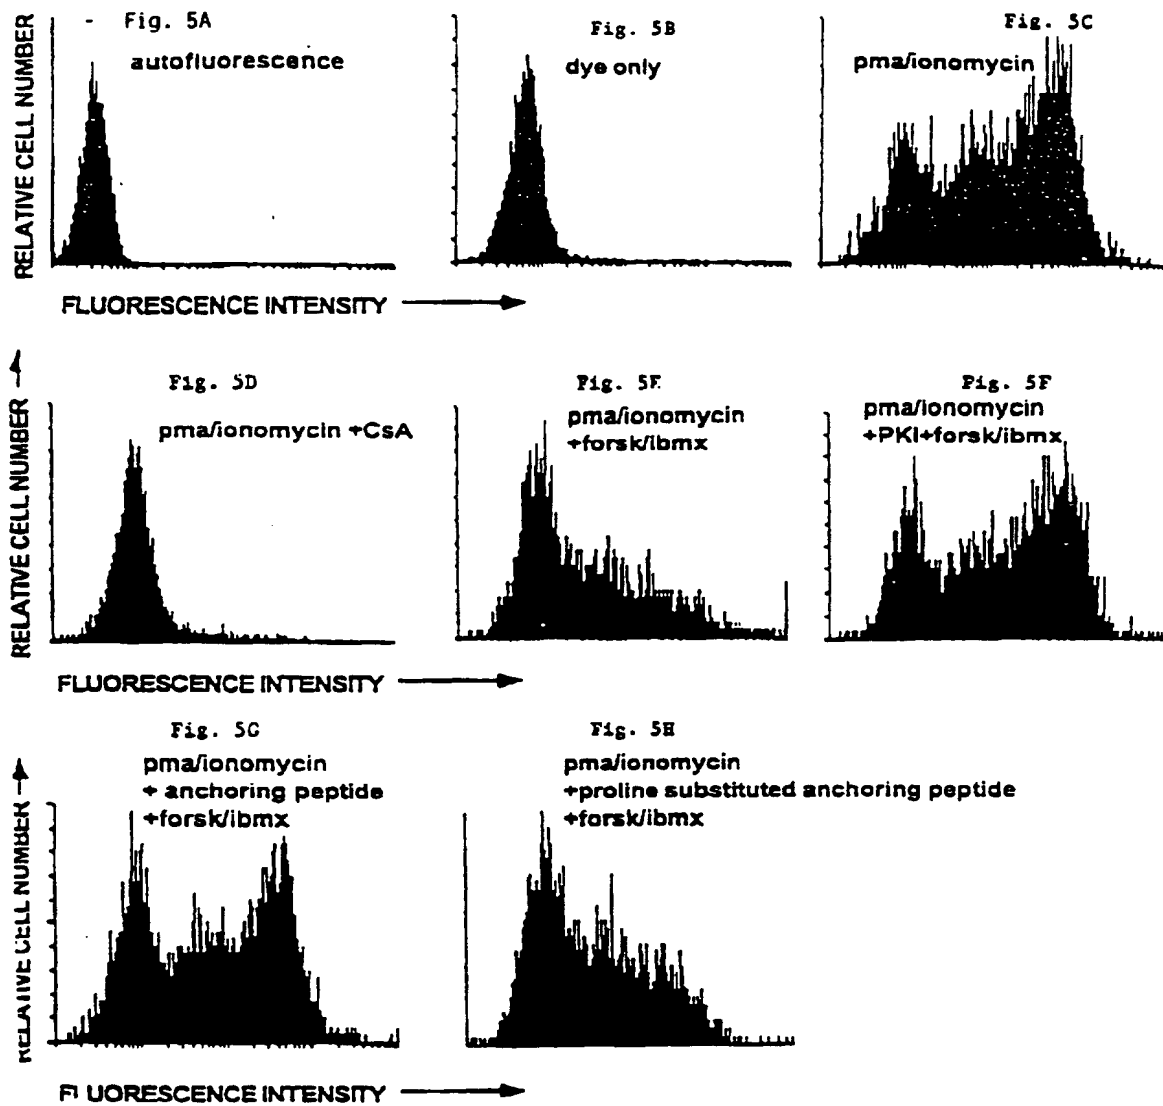 Fig. 5A
autofluorescence
Fig. 5B
dye only
Fig. 5C
pma/ionomycin
RELATIVE CELL NUMBER
FLUORESCENCE INTENSITY
Fig. 5D
pma/ionomycin +CsA
Fig. 5E
pma/ionomycin
+forsk/ibmx
Fig. 5F
pma/ionomycin
+PKI+forsk/ibmx
RELATIVE CELL NUMBER
FLUORESCENCE INTENSITY
Fig. 5G
pma/ionomycin
+ anchoring peptide
+forsk/ibmx
Fig. 5H
pma/ionomycin
+proline substituted anchoring peptide
+forsk/ibmx
RELATIVE CELL NUMBER
FLUORESCENCE INTENSITY